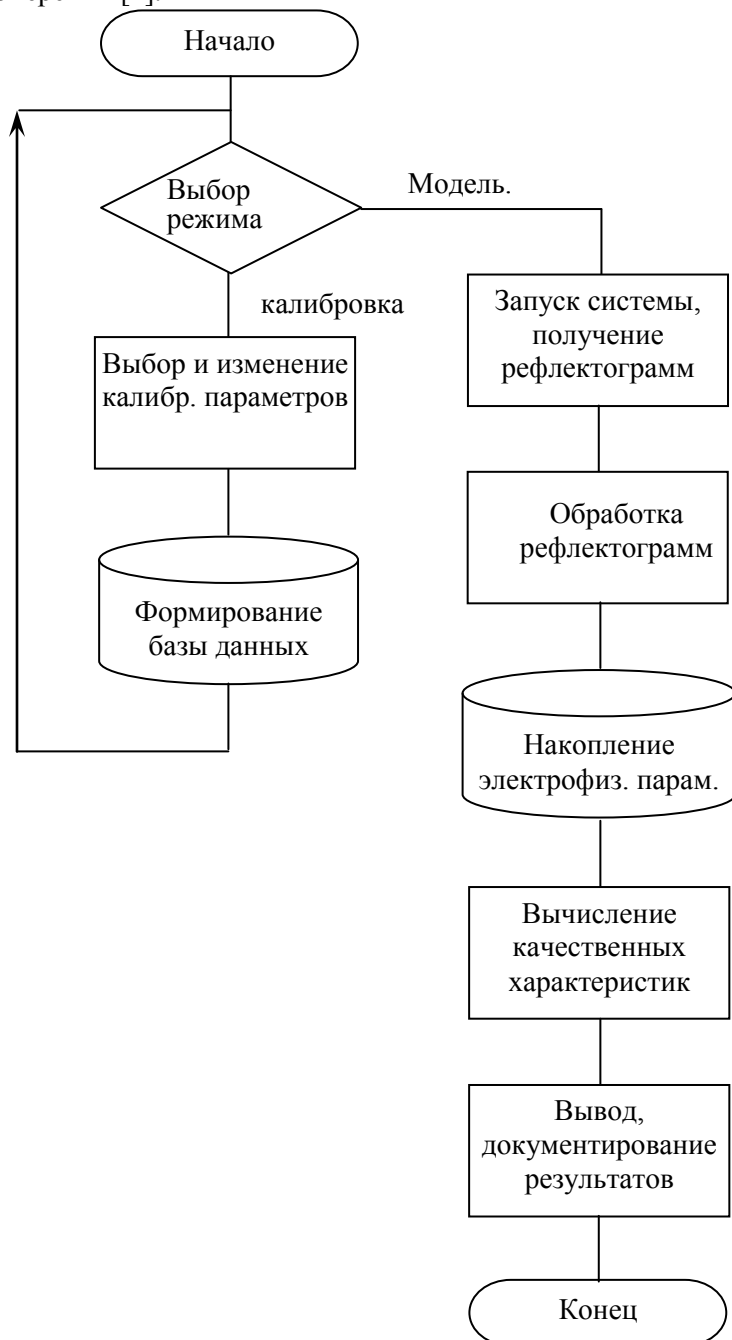 Начало
Выбор
режима
Модель.
калибровка
Выбор и изменение
калибр. параметров
Формирование
базы данных
Запуск системы,
получение
рефлектограмм
Обработка
рефлектограмм
Накопление
электрофиз. парам.
Вычисление
качественных
характеристик
Вывод,
документирование
результатов
Конец